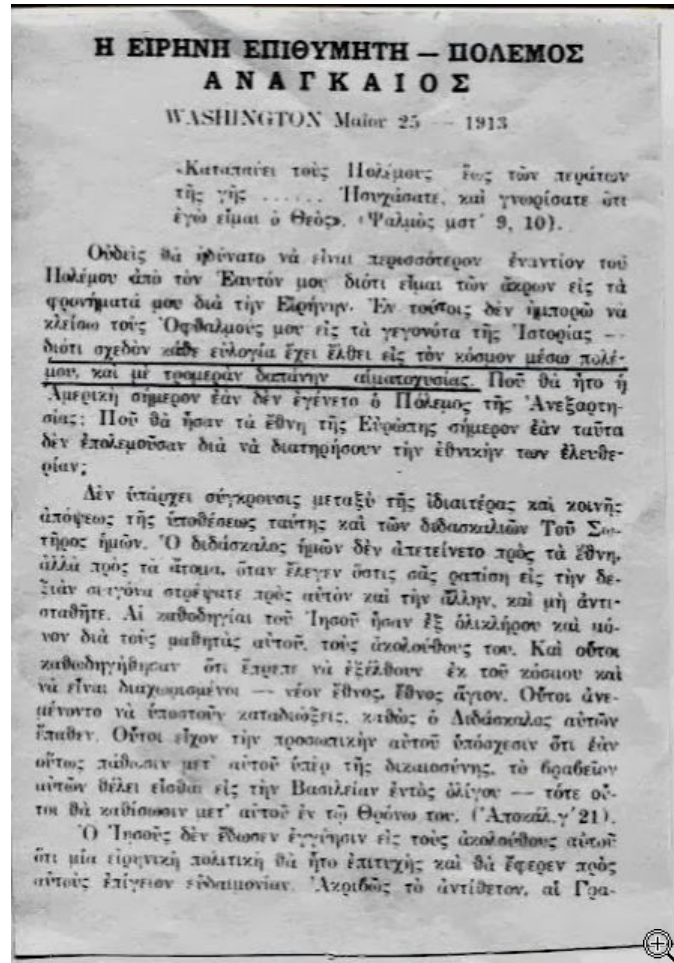 Η ΕΙΡΗΝΗ ΕΠΙΘΥΜΗΤΗ — ΠΟΛΕΜΟΣ
ΑΝΑΓΚΑΙΟΣ
WASHINGTON Μαΐου 25 — 1913
«Καταπαύει τοὺς Πολέμους ἕως τῶν περάτων
τῆς γῆς ...... Ἡσυχάσατε, καὶ γνωρίσατε ὅτι
ἐγὼ εἶμαι ὁ Θεός». (Ψαλμὸς μστ´ 9, 10).
Οὐδεὶς θὰ ἠδύνατο νὰ εἶναι περισσότερον ἐναντίον τοῦ
Πολέμου ἀπὸ τὸν Ἑαυτόν μου διότι εἶμαι τῶν ἄκρων εἰς τὰ
φρονήματά μου διὰ τὴν Εἰρήνην. Ἐν τούτοις δὲν ἠμπορῶ νὰ
κλείσω τοὺς Ὀφθαλμούς μου εἰς τὰ γεγονότα τῆς Ἱστορίας —
διότι σχεδὸν κάθε εὐλογία ἔχει ἔλθει εἰς τὸν κόσμον μέσω πολέ-
μου, καὶ μὲ τρομερὰν δαπάνην αἱματοχυσίας. Ποῦ θὰ ἦτο ἡ
Ἀμερικὴ σήμερον ἐὰν δὲν ἐγένετο ὁ Πόλεμος τῆς Ἀνεξαρτη-
σίας; Ποῦ θὰ ἦσαν τὰ ἔθνη τῆς Εὐρώπης σήμερον ἐὰν ταῦτα
δὲν ἐπολεμοῦσαν διὰ νὰ διατηρήσουν τὴν ἐθνικήν των ἐλευθε-
ρίαν;
Δὲν ὑπάρχει σύγκρουσις μεταξὺ τῆς ἰδιαιτέρας καὶ κοινῆς
ἀπόψεως τῆς ὑποθέσεως ταύτης καὶ τῶν διδασκαλιῶν Τοῦ Σω-
τῆρος ἡμῶν. Ὁ διδάσκαλος ἡμῶν δὲν ἀπετείνετο πρὸς τὰ ἔθνη,
ἀλλὰ πρὸς τὰ ἄτομα, ὅταν ἔλεγεν ὅστις σᾶς ραπίση εἰς τὴν δε-
ξιὰν σιαγόνα στρέψατε πρὸς αὐτὸν καὶ τὴν ἄλλην, καὶ μὴ ἀντι-
σταθῆτε. Αἱ καθοδηγίαι τοῦ Ἰησοῦ ἦσαν ἐξ ὁλικλήρου καὶ μό-
νον διὰ τοὺς μαθητὰς αὐτοῦ, τοὺς ἀκολούθους του. Καὶ οὗτοι
καθωδηγήθησαν ὅτι ἔπρεπε νὰ ἐξέλθουν ἐκ τοῦ κόσμου καὶ
νὰ εἶναι διαχωρισμένοι — νέον ἔθνος, ἔθνος ἅγιον. Οὗτοι ἀνε-
μένοντο νὰ ὑποστοῦν καταδιώξεις, καθὼς ὁ Διδάσκαλος αὐτῶν
ἔπαθεν. Οὗτοι εἶχον τὴν προσωπικὴν αὐτοῦ ὑπόσχεσιν ὅτι ἐὰν
οὕτως πάθωσιν μετ᾽ αὐτοῦ ὑπὲρ τῆς δικαιοσύνης, τὸ βραβεῖον
αὐτῶν θέλει εἶσθαι εἰς τὴν Βασιλείαν ἐντὸς ὀλίγου — τότε οὗ-
τοι θὰ καθίσωσιν μετ᾽ αὐτοῦ ἐν τῷ Θρόνω του. (Ἀποκάλ. γ´ 21).
Ὁ Ἰησοῦς δὲν ἔδωσεν ἐγγύησιν εἰς τοὺς ἀκολούθους αὐτοῦ
ὅτι μία εἰρηνικὴ πολιτικὴ θὰ ἦτο ἐπιτυχὴς καὶ θὰ ἔφερεν πρὸς
αὐτοὺς ἐπίγειον εὐδαιμονίαν. Ἀκριβῶς τὸ ἀντίθετον, αἱ Γρα-